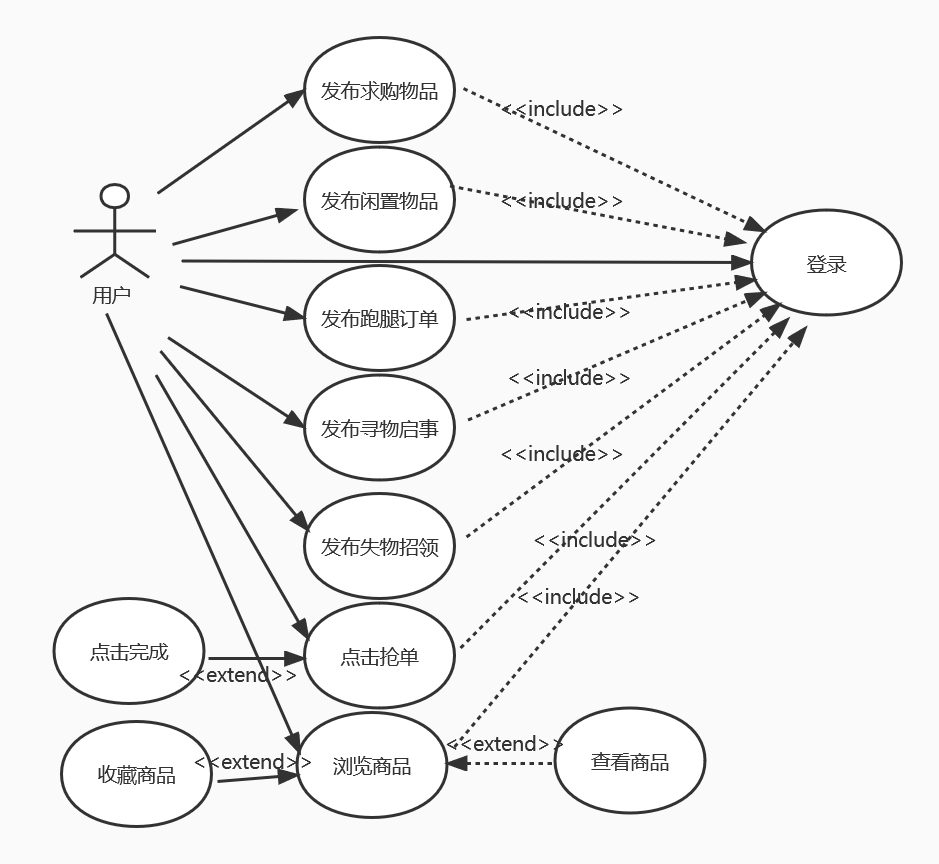 发布求购物品
<<include>>
发布闲置物品
<<include>>
登录
用户
发布跑腿订单
<<include>>
发布寻物启事
<<include>>
发布失物招领
<<include>>
<<include>>
<<include>>
点击完成
点击抢单
<<extend>>
<<extend>>
查看商品
<<extend>>
浏览商品
收藏商品